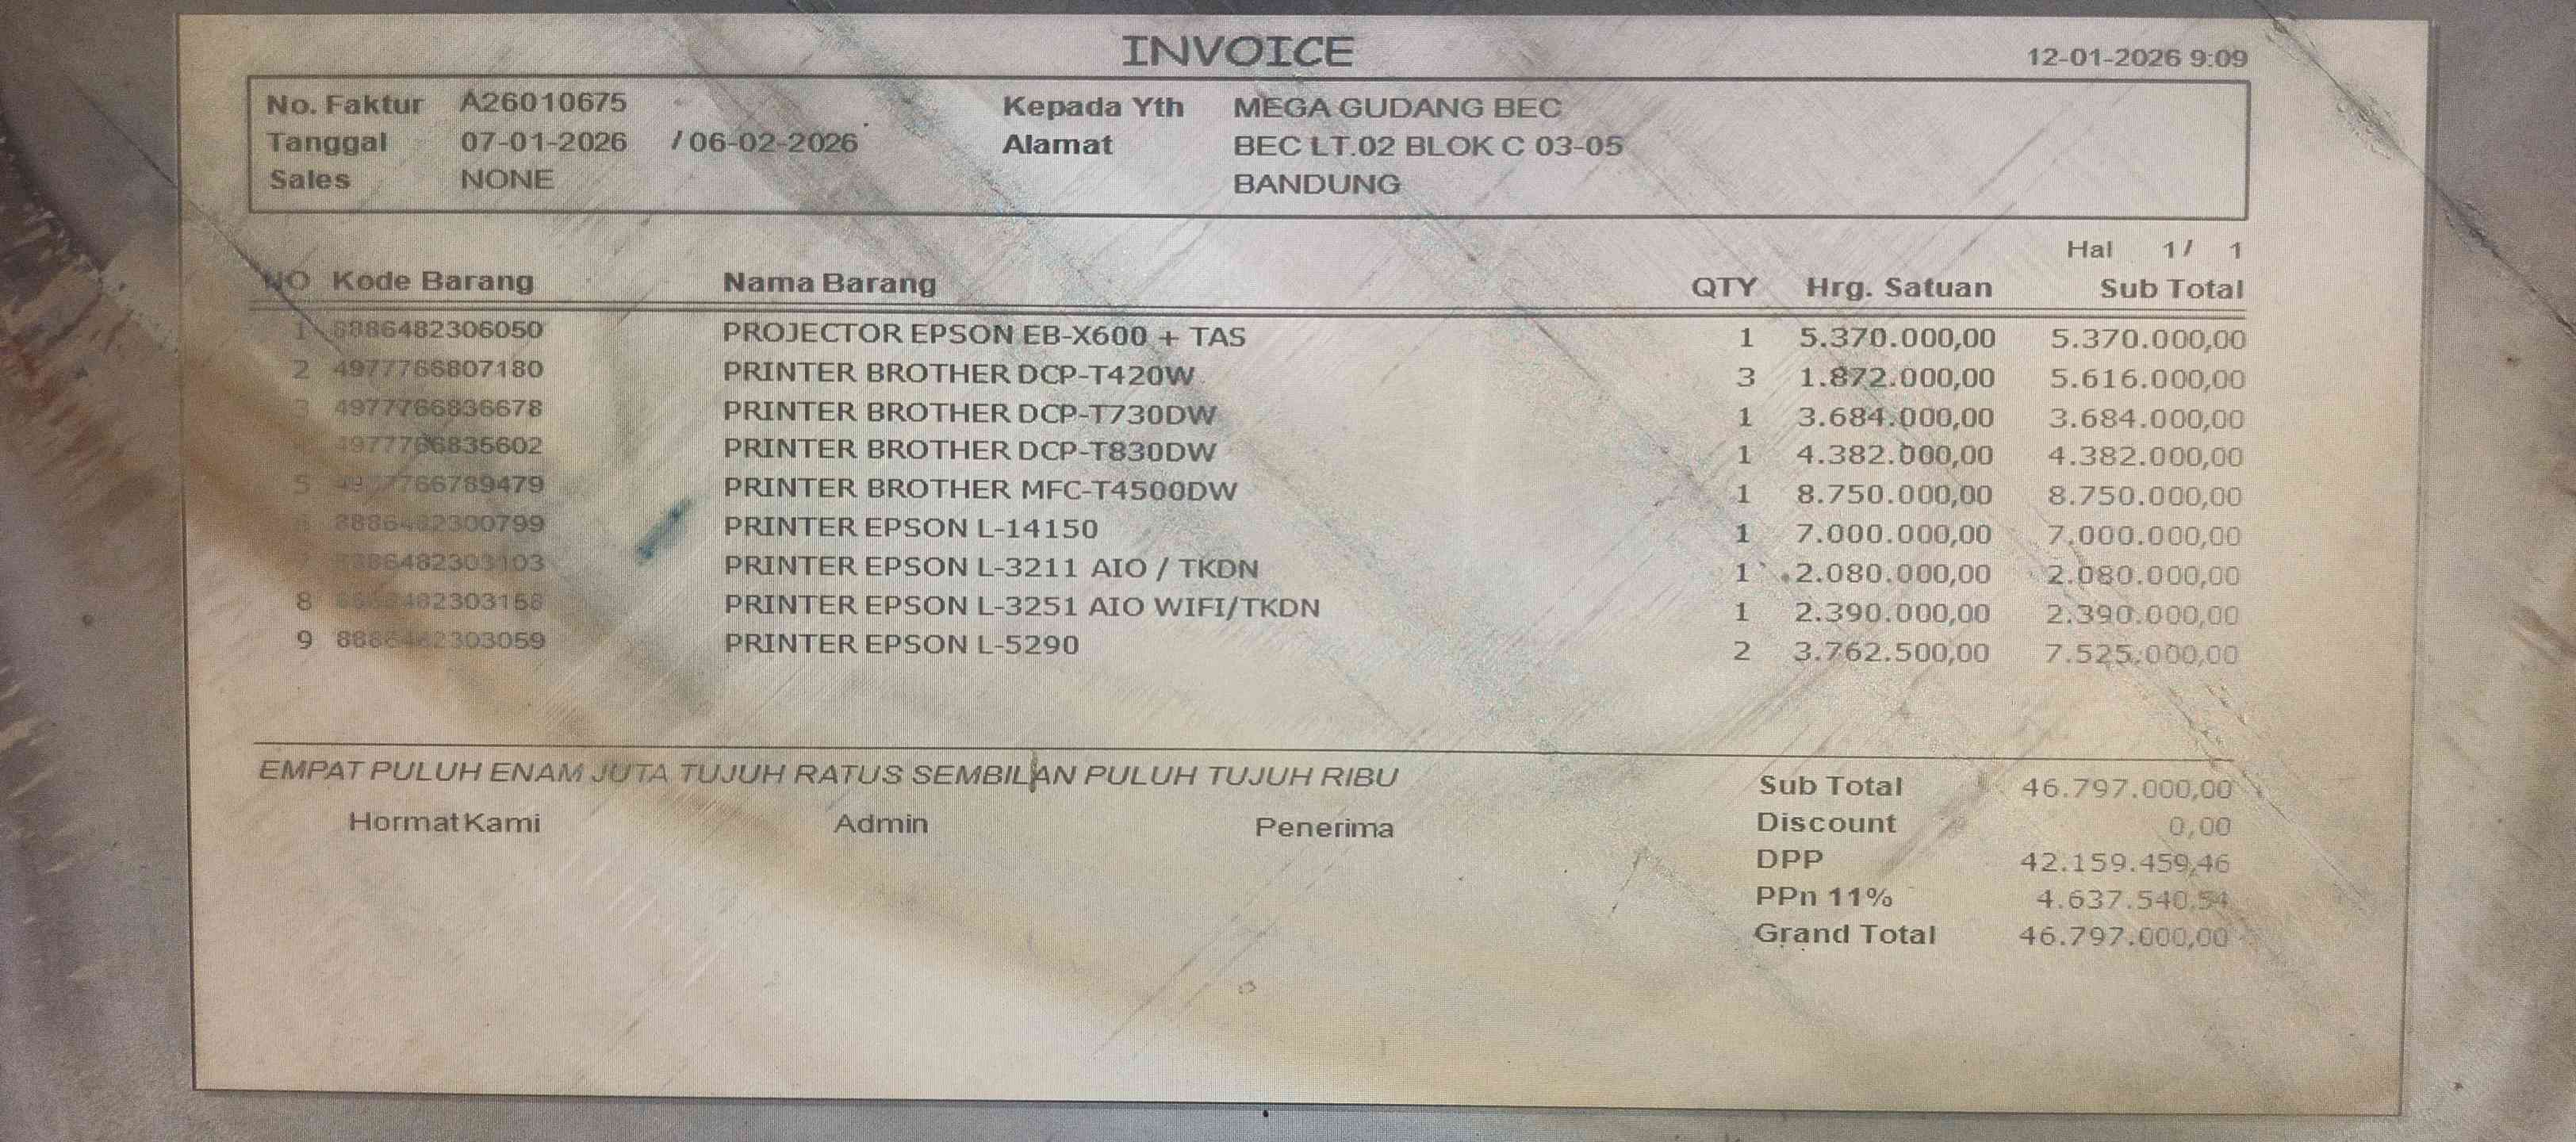 INVOICE
12-01-2026 9:09
No. Faktur A26010675
Tanggal 07-01-2026 / 06-02-2026
Sales NONE
Kepada Yth MEGA GUDANG BEC
Alamat BEC LT.02 BLOK C 03-05
BANDUNG
Hal 1 / 1
NO Kode Barang Nama Barang QTY Hrg. Satuan Sub Total
1 8886482306050 PROJECTOR EPSON EB-X600 + TAS 1 5.370.000,00 5.370.000,00
2 4977766807180 PRINTER BROTHER DCP-T420W 3 1.872.000,00 5.616.000,00
3 4977766836678 PRINTER BROTHER DCP-T730DW 1 3.684.000,00 3.684.000,00
4977766835602 PRINTER BROTHER DCP-T830DW 1 4.382.000,00 4.382.000,00
5 4977766789479 PRINTER BROTHER MFC-T4500DW 1 8.750.000,00 8.750.000,00
8886482300799 PRINTER EPSON L-14150 1 7.000.000,00 7.000.000,00
PRINTER EPSON L-3211 AIO / TKDN 1 2.080.000,00 2.080.000,00
8 PRINTER EPSON L-3251 AIO WIFI/TKDN 1 2.390.000,00 2.390.000,00
9 8886482303059 PRINTER EPSON L-5290 2 3.762.500,00 7.525.000,00
EMPAT PULUH ENAM JUTA TUJUH RATUS SEMBILAN PULUH TUJUH RIBU
Hormat Kami Admin Penerima
Sub Total 46.797.000,00
Discount 0,00
DPP 42.159.459,46
PPn 11% 4.637.540,54
Grand Total 46.797.000,00